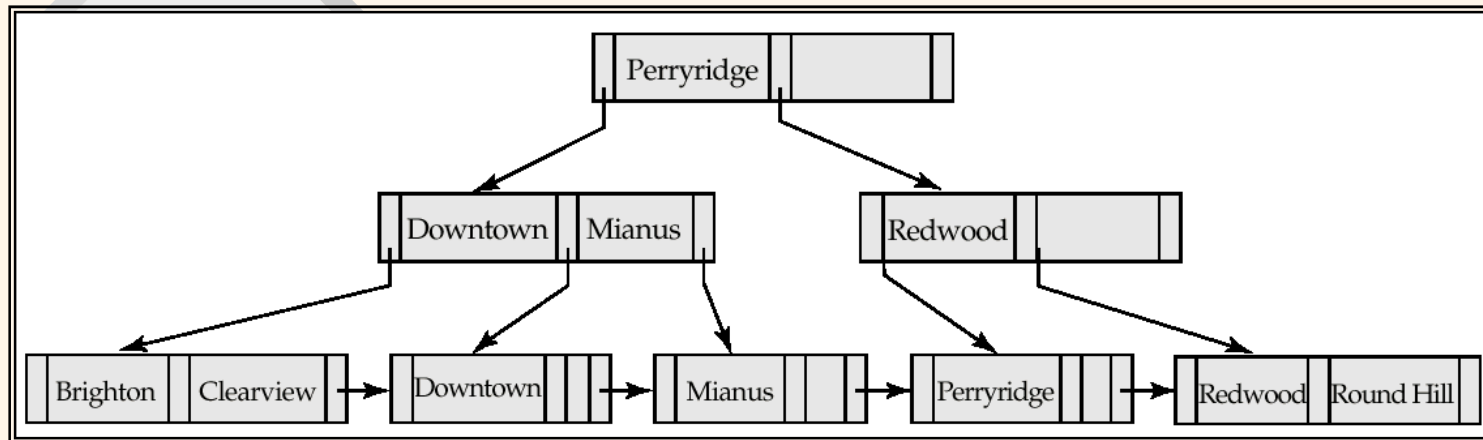 Perryridge
Downtown Mianus
Redwood
Brighton Clearview
Downtown
Mianus
Perryridge
Redwood Round Hill